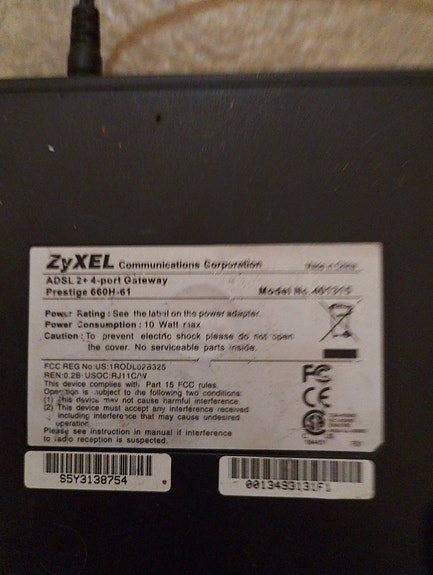 ZyXEL Communications Corporation
ADSL 2+ 4-port Gateway
Prestige 660H-61
Model No.
Power Rating : See the label on the power adapter.
Power Consumption : 10 Watt max
Caution : To prevent electric shock please do not open
the cover. No serviceable parts inside.
FCC REG No:US:1RODL02B325
REN:0.2B USOC:RJ11C/W
This device complies with Part 15 FCC rules.
Operation is subject to the following two conditions:
(1) This device may not cause harmful interference.
(2) This device must accept any interference received
including interference that may cause undesired
operation.
Please see instruction in manual if interference
to radio reception is suspected.
FC
CE
S5Y3138754